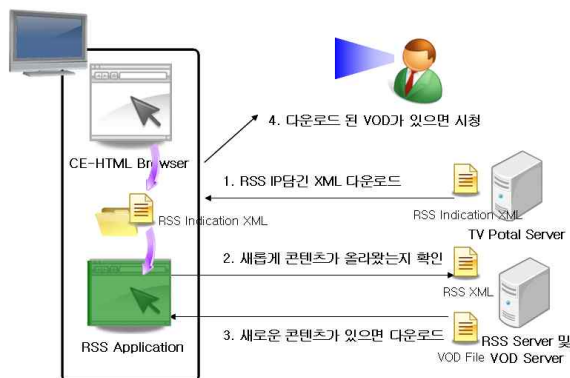 4. 다운로드 된 VOD가 있으면 시청
CE-HTML Browser
1. RSS IP담긴 XML 다운로드
RSS Indication XML
RSS Indication XML
TV Potal Server
2. 새롭게 콘텐츠가 올라왔는지 확인
RSS XML
3. 새로운 콘텐츠가 있으면 다운로드
RSS Application
RSS Server 및
VOD File VOD Server